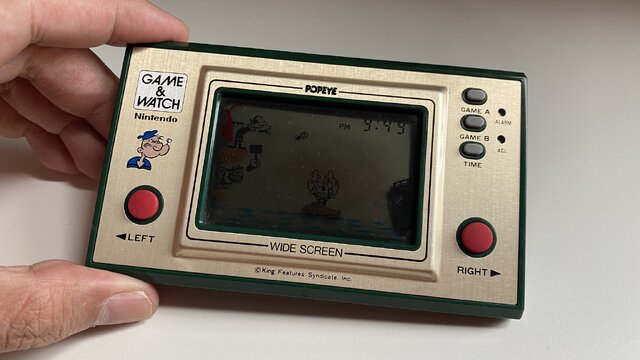 GAME
&
WATCH
Nintendo
POPEYE
PM 9:49
GAME A
ALARM
GAME B
ACL
TIME
◄LEFT
RIGHT►
WIDE SCREEN
© King Features Syndicate, Inc.